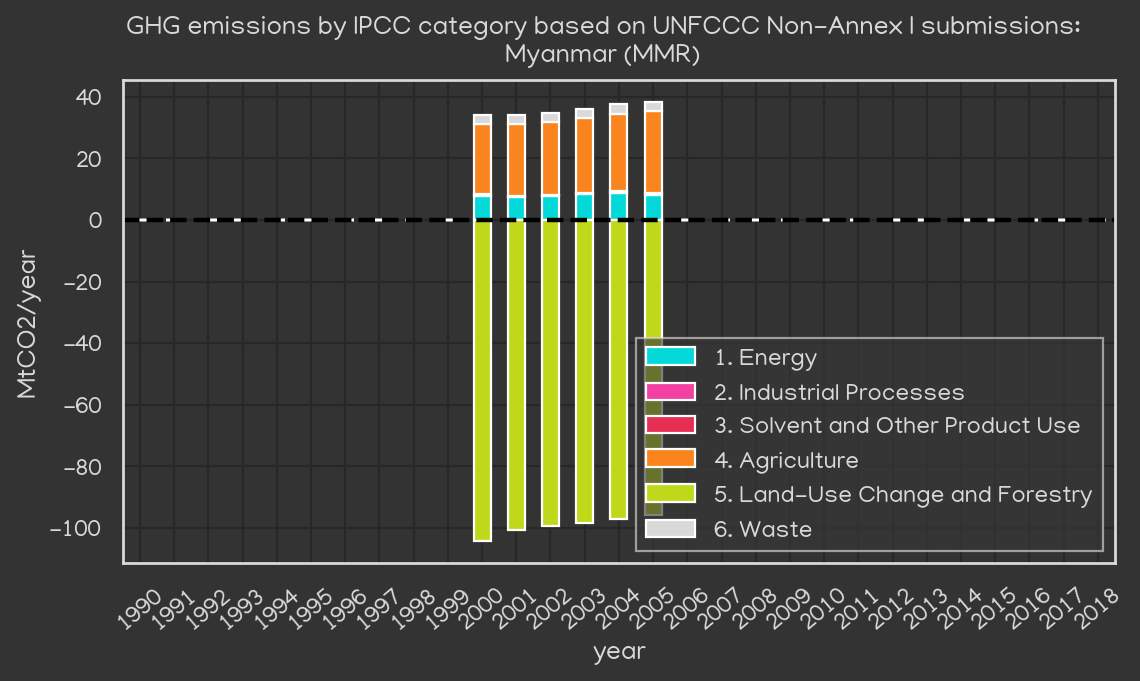 GHG emissions by IPCC category based on UNFCCC Non-Annex I submissions:
Myanmar (MMR)
40
20
0
-20
-40
-60
-80
-100
MtCO2/year
1. Energy
2. Industrial Processes
3. Solvent and Other Product Use
4. Agriculture
5. Land-Use Change and Forestry
6. Waste
1990 1991 1992 1993 1994 1995 1996 1997 1998 1999 2000 2001 2002 2003 2004 2005 2006 2007 2008 2009 2010 2011 2012 2013 2014 2015 2016 2017 2018
year